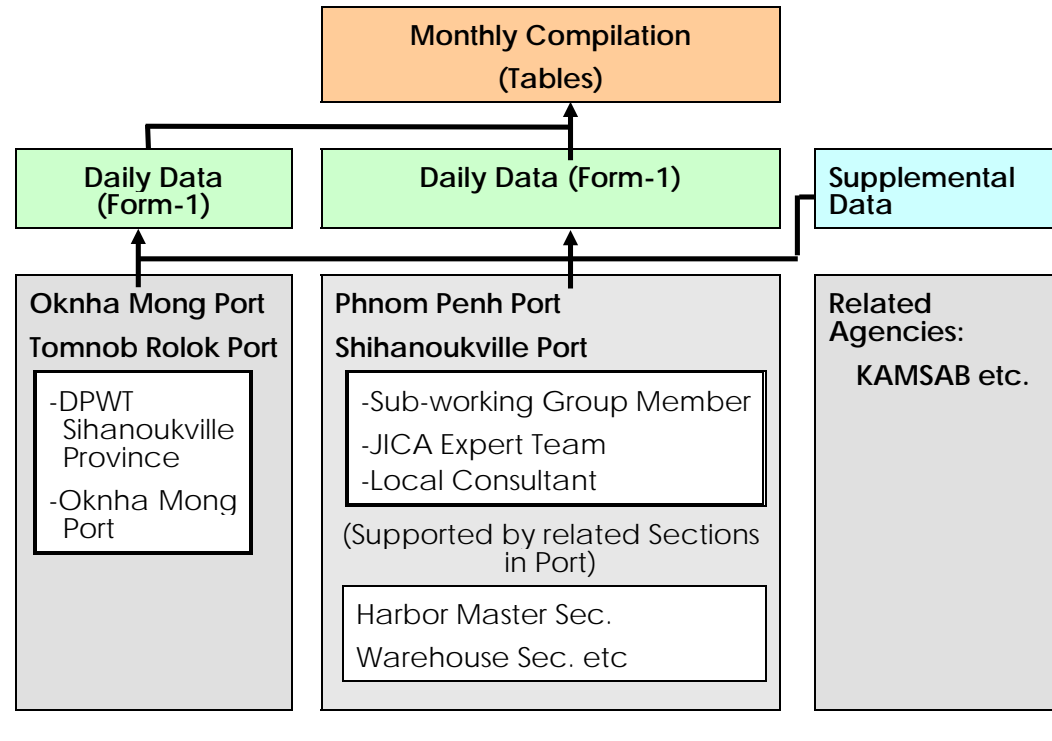 Monthly Compilation
(Tables)
Daily Data
(Form-1)
Daily Data (Form-1)
Supplemental
Data
Oknha Mong Port
Tomnob Rolok Port
-DPWT
Sihanoukville
Province
-Oknha Mong
Port
Phnom Penh Port
Shihanoukville Port
-Sub-working Group Member
-JICA Expert Team
-Local Consultant
(Supported by related Sections
in Port)
Harbor Master Sec.
Warehouse Sec. etc
Related
Agencies:
KAMSAB etc.